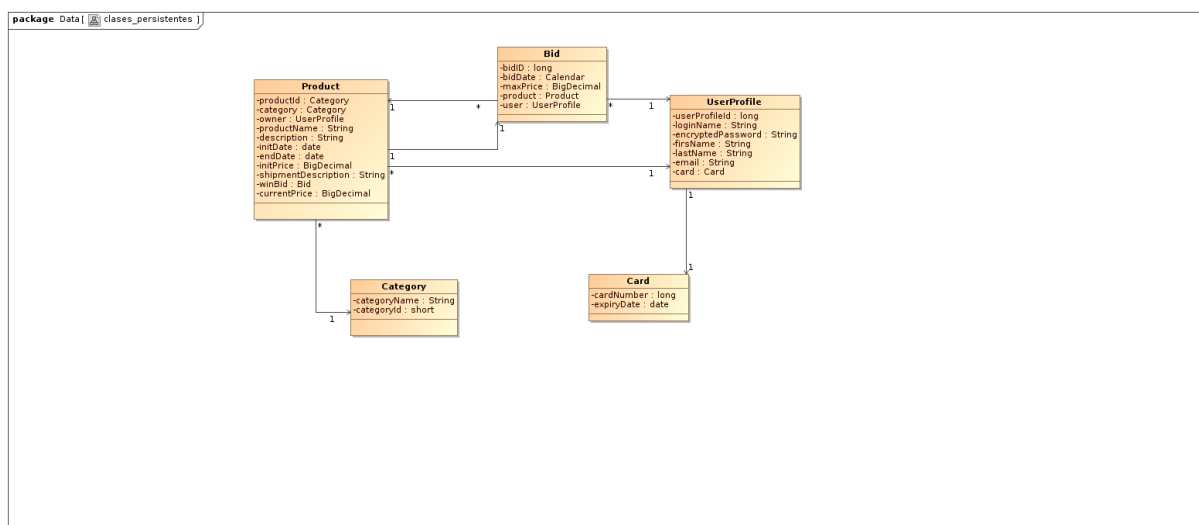 package Data[ clases_persistentes ]
Bid
-bidID : long
-bidDate : Calendar
-maxPrice : BigDecimal
-product : Product
-user : UserProfile
Product
-productId : Category
-category : Category
-owner : UserProfile
-productName : String
-description : String
-initDate : date
-endDate : date
-initPrice : BigDecimal
-shipmentDescription : String
-winBid : Bid
-currentPrice : BigDecimal
UserProfile
-userProfileId : long
-loginName : String
-encryptedPassword : String
-firsName : String
-lastName : String
-email : String
-card : Card
1
*
*
1
1
1
*
1
*
1
1
1
Category
-categoryName : String
-categoryId : short
Card
-cardNumber : long
-expiryDate : date